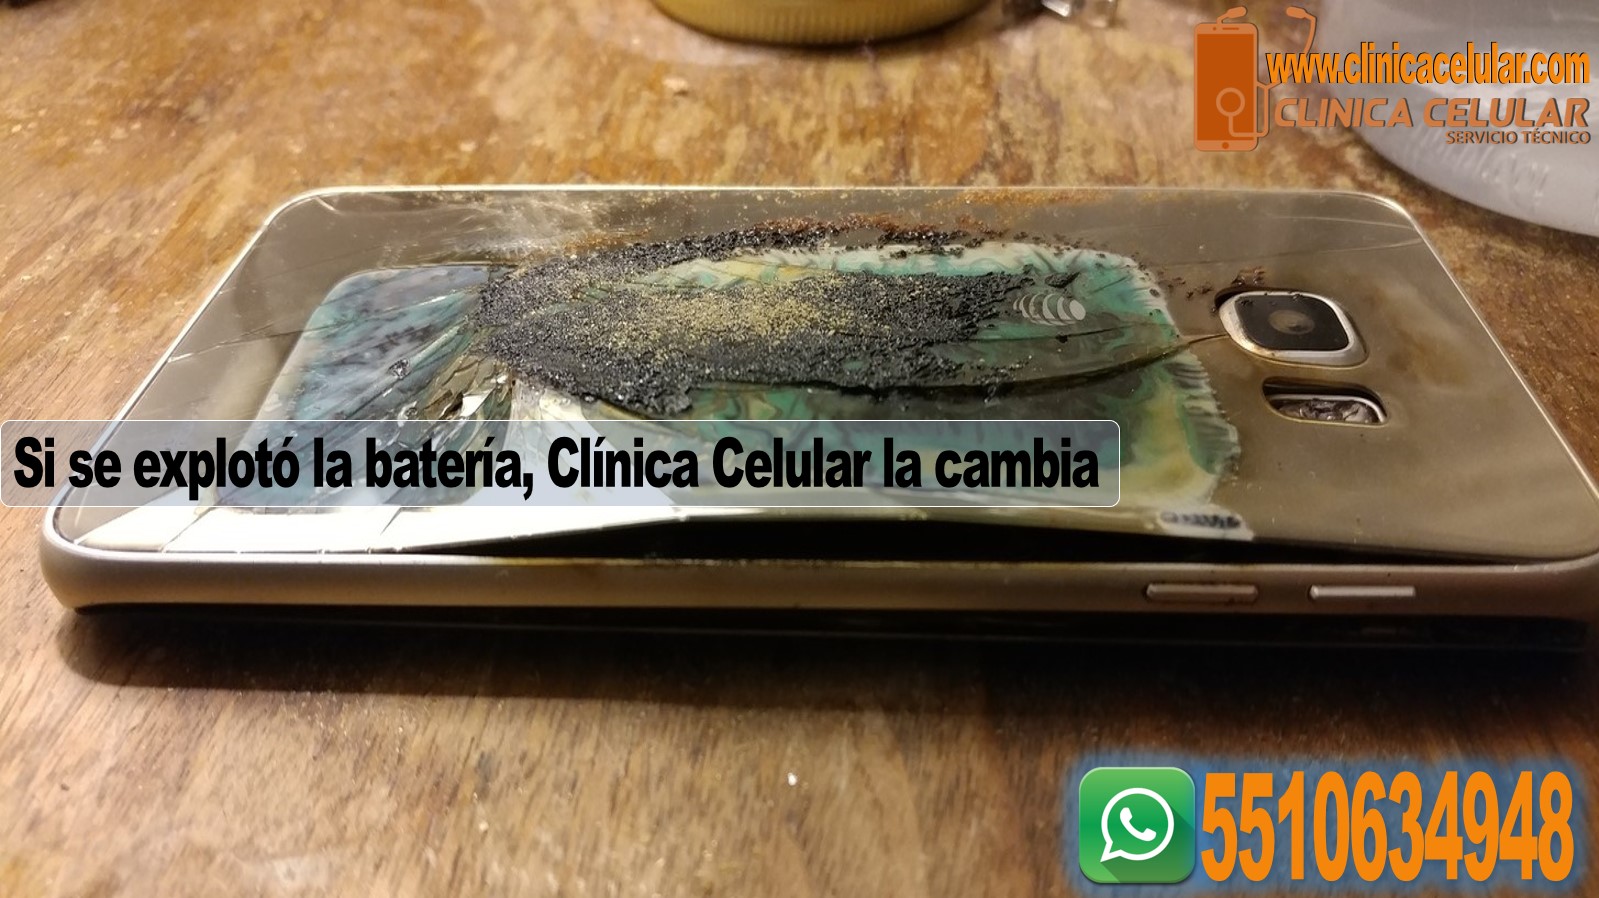 www.clinicacelular.com
CLINICA CELULAR
SERVICIO TÉCNICO
Si se explotó la batería, Clínica Celular la cambia
5510634948